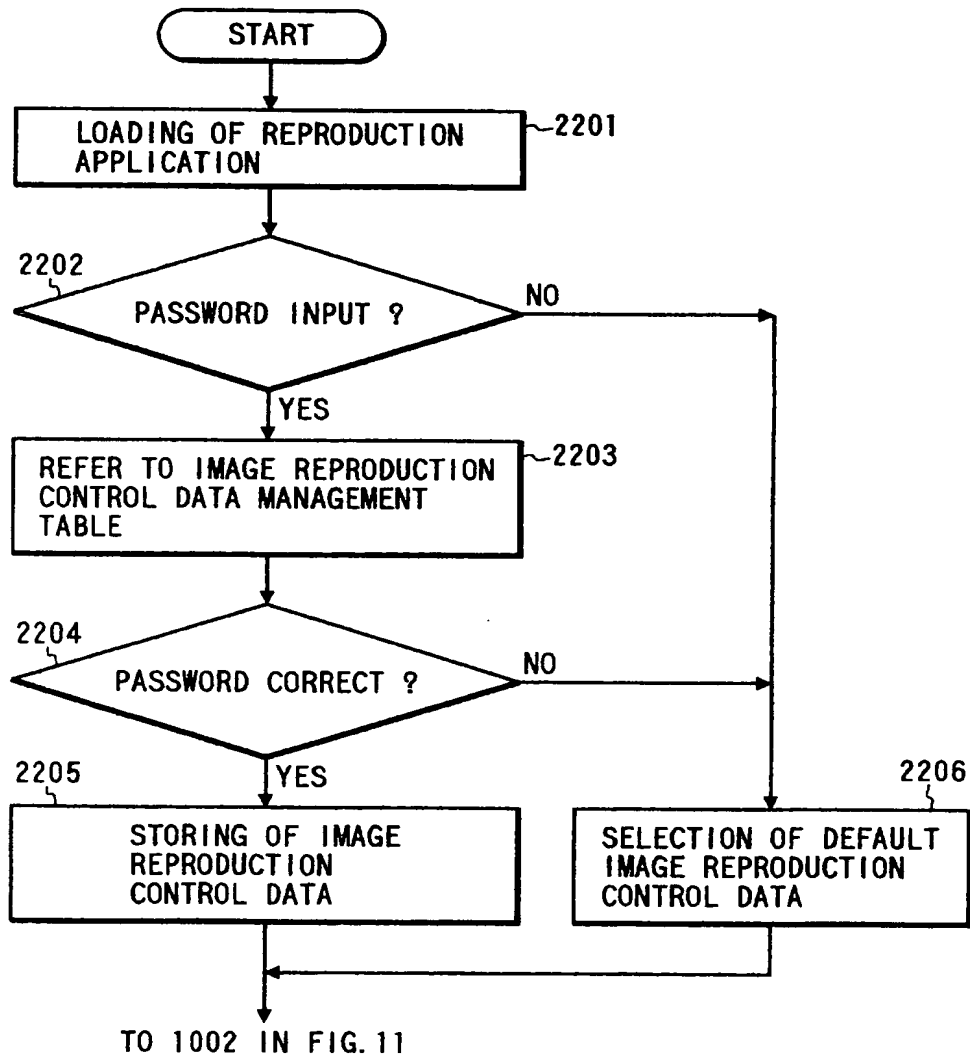 START
LOADING OF REPRODUCTION
APPLICATION
2201
2202
PASSWORD INPUT ?
NO
YES
REFER TO IMAGE REPRODUCTION
CONTROL DATA MANAGEMENT
TABLE
2203
2204
PASSWORD CORRECT ?
NO
YES
2205
STORING OF IMAGE
REPRODUCTION
CONTROL DATA
2206
SELECTION OF DEFAULT
IMAGE REPRODUCTION
CONTROL DATA
TO 1002 IN FIG. 11